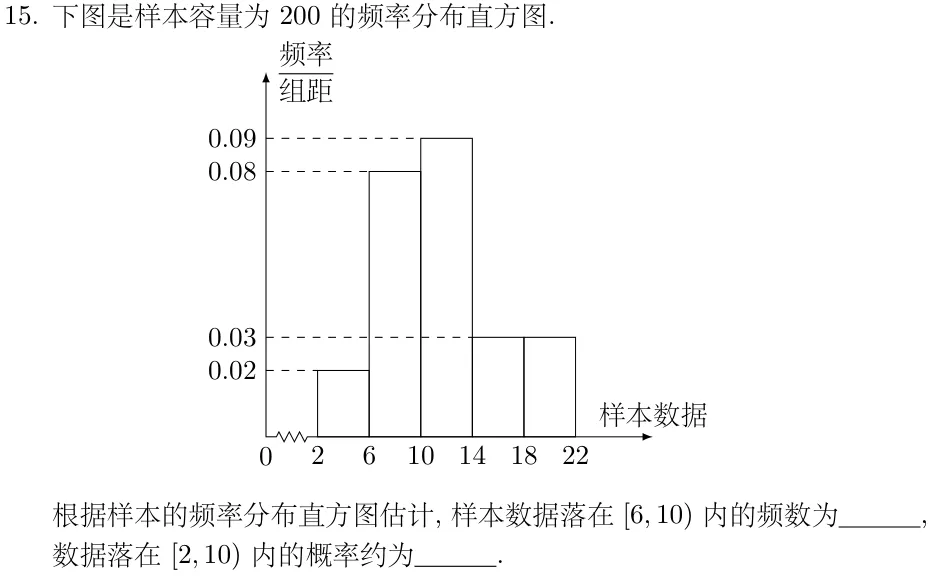 15. 下图是样本容量为 200 的频率分布直方图.
频率
组距
0.09
0.08
0.03
0.02
样本数据
0 2 6 10 14 18 22
根据样本的频率分布直方图估计, 样本数据落在 [6, 10) 内的频数为______,
数据落在 [2, 10) 内的概率约为______.